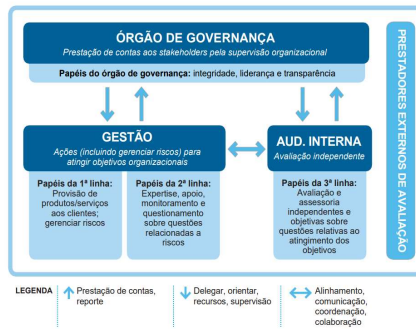 ÓRGÃO DE GOVERNANÇA
Prestação de contas aos stakeholders pela supervisão organizacional
Papéis do órgão de governança: integridade, liderança e transparência
GESTÃO
Ações (incluindo gerenciar riscos) para
atingir objetivos organizacionais
Papéis da 1ª linha:
Provisão de
produtos/serviços
aos clientes;
gerenciar riscos
Papéis da 2ª linha:
Expertise, apoio,
monitoramento e
questionamento
sobre questões
relacionadas a
riscos
AUD. INTERNA
Avaliação independente
Papéis da 3ª linha:
Avaliação e
assessoria
independentes e
objetivas sobre
questões relativas ao
atingimento dos
objetivos
PRESTADORES EXTERNOS DE AVALIAÇÃO
LEGENDA
Prestação de contas,
reporte
Delegar, orientar,
recursos, supervisão
Alinhamento,
comunicação,
coordenação,
colaboração